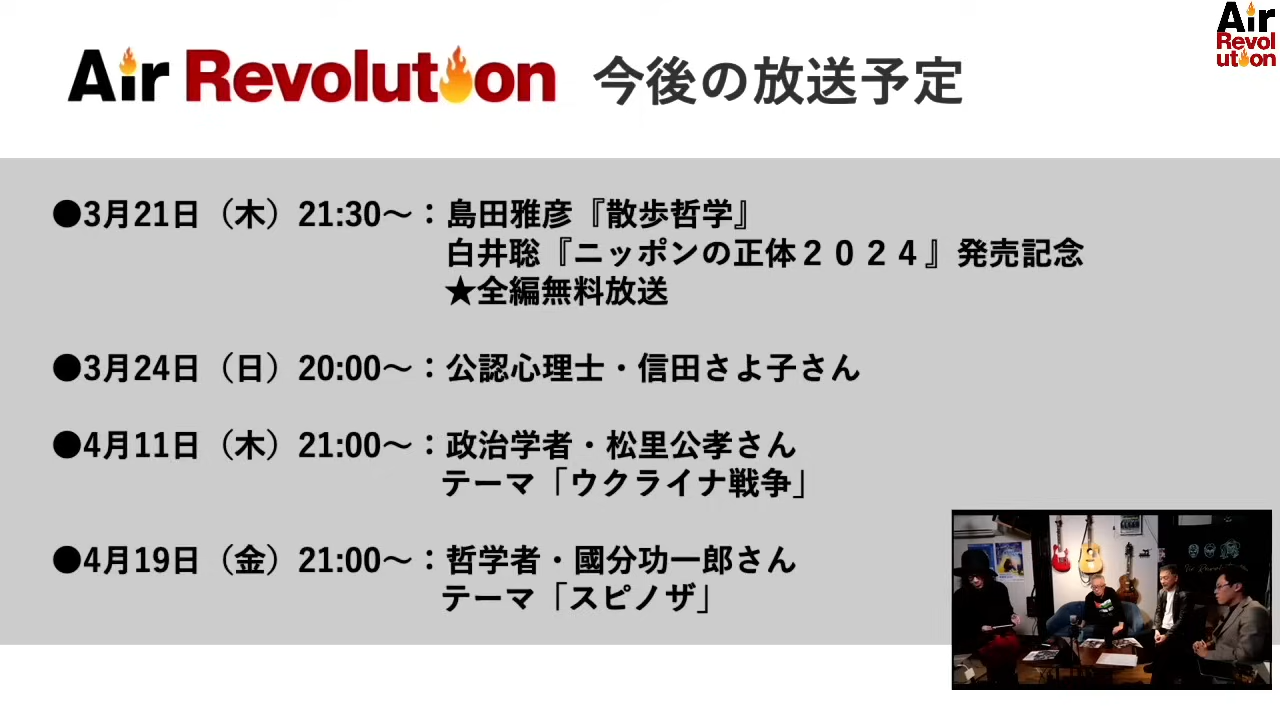 Air Revolution 今後の放送予定
Air
Revol
ution
●3月21日（木）21:30～：島田雅彦『散歩哲学』
白井聡『ニッポンの正体２０２４』発売記念
★全編無料放送
●3月24日（日）20:00～：公認心理士・信田さよ子さん
●4月11日（木）21:00～：政治学者・松里公孝さん
テーマ「ウクライナ戦争」
●4月19日（金）21:00～：哲学者・國分功一郎さん
テーマ「スピノザ」